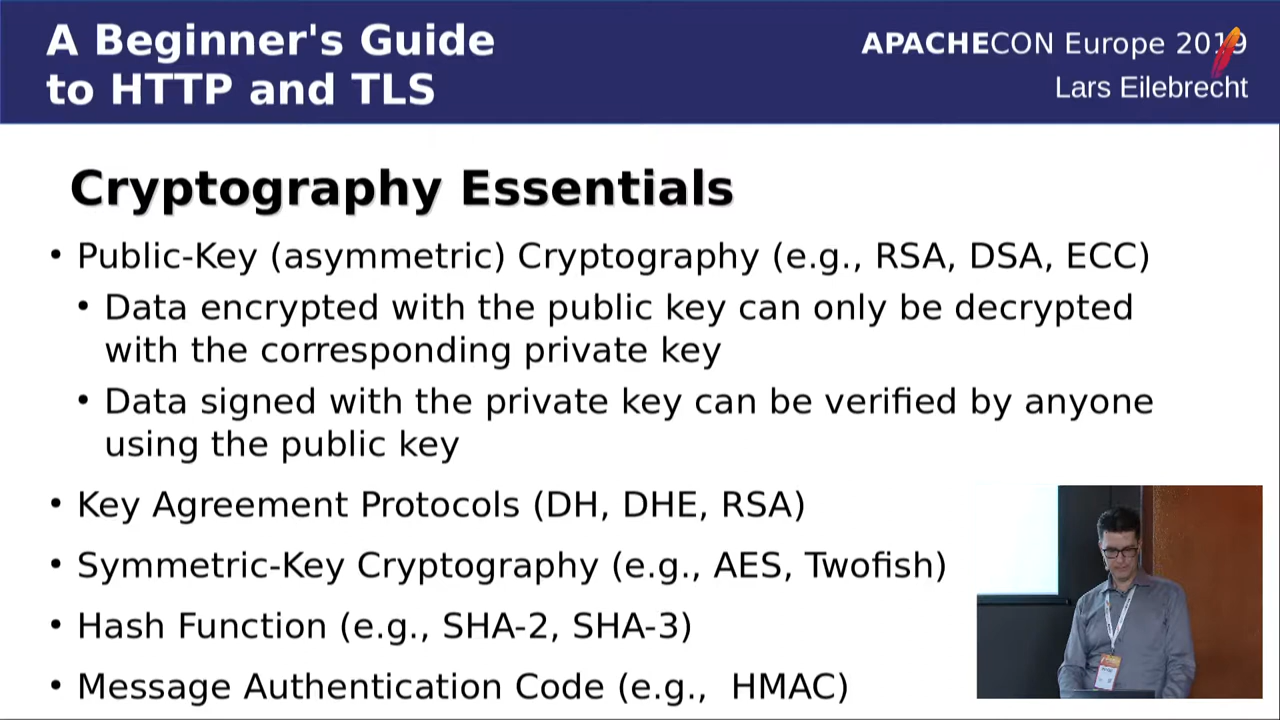 A Beginner's Guide
to HTTP and TLS
APACHECON Europe 2019
Lars Eilebrecht
Cryptography Essentials
• Public-Key (asymmetric) Cryptography (e.g., RSA, DSA, ECC)
• Data encrypted with the public key can only be decrypted
with the corresponding private key
• Data signed with the private key can be verified by anyone
using the public key
• Key Agreement Protocols (DH, DHE, RSA)
• Symmetric-Key Cryptography (e.g., AES, Twofish)
• Hash Function (e.g., SHA-2, SHA-3)
• Message Authentication Code (e.g., HMAC)